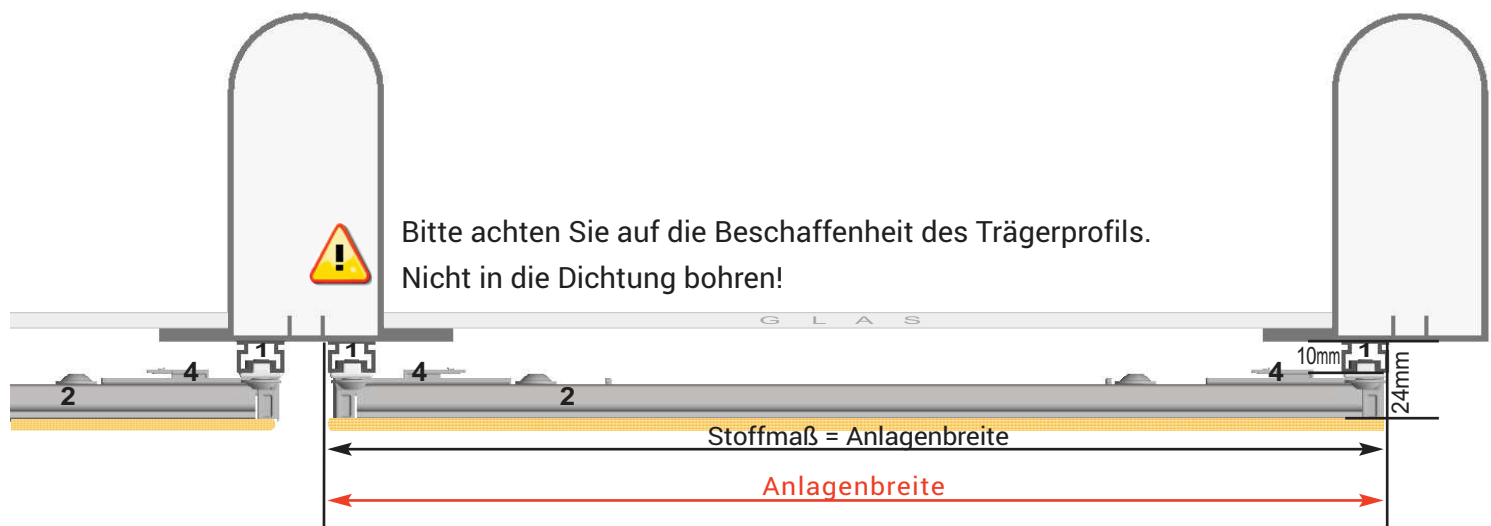 Bitte achten Sie auf die Beschaffenheit des Trägerprofils.
Nicht in die Dichtung bohren!
G L A S
1
1
10mm
1
4
4
4
24mm
2
2
Stoffmaß = Anlagenbreite
Anlagenbreite